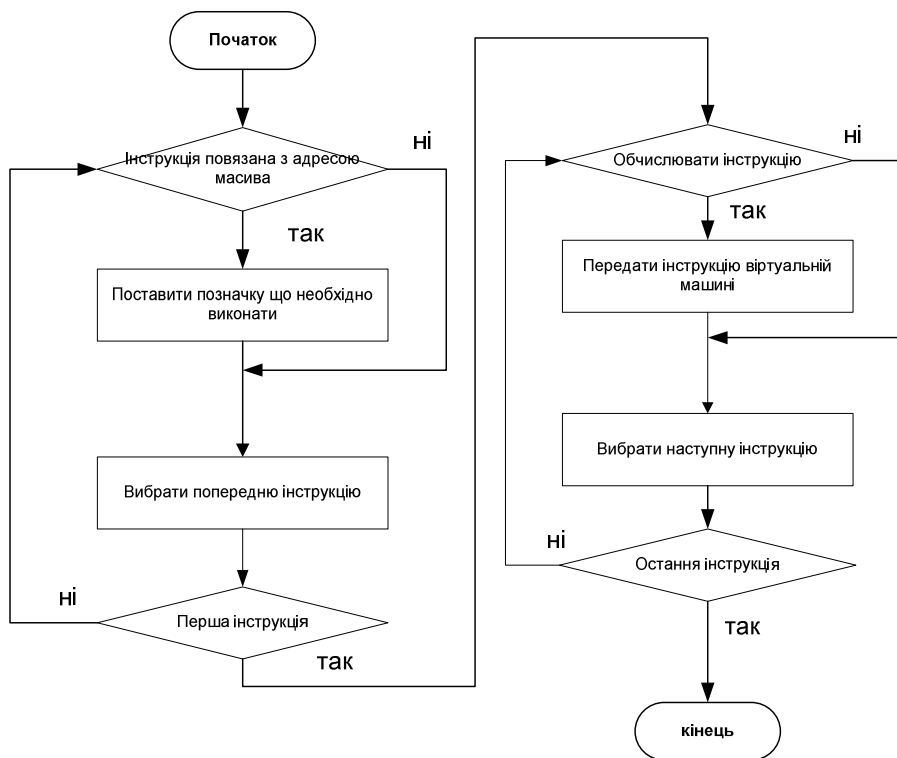 Початок
Інструкція повязана з адресою
масива
ні
так
Поставити позначку що необхідно
виконати
Вибрати попередню інструкцію
Перша інструкція
ні
так
Обчислювати інструкцію
ні
так
Передати інструкцію віртуальній
машині
Вибрати наступну інструкцію
Остання інструкція
ні
так
кінець